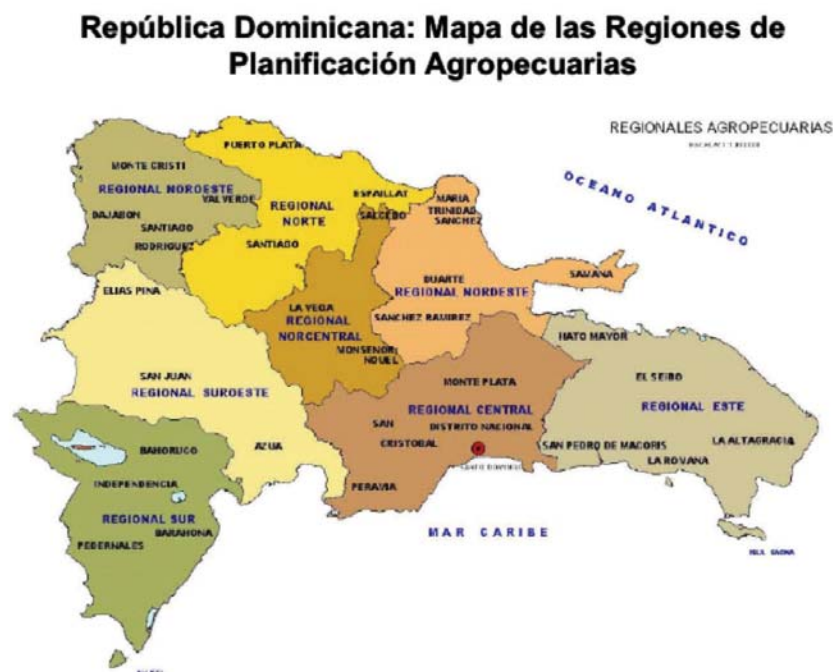 República Dominicana: Mapa de las Regiones de
Planificación Agropecuarias
REGIONALES AGROPECUARIAS
OCEANO ATLANTICO
PUERTO PLATA
MONTE CRISTI
REGIONAL NOROESTE
VALVERDE
ESPAILLAT
MARIA
TRINIDAD
SANCHEZ
REGIONAL
NORTE
SALCEDO
DAJABON
SANTIAGO
RODRIGUEZ
SANTIAGO
DUARTE
SAMANA
REGIONAL NORDESTE
ELIAS PIÑA
LA VEGA
REGIONAL
NORCENTRAL
SANCHEZ RAMIREZ
HATO MAYOR
MONSEÑOR
NOUEL
SAN JUAN
REGIONAL SUROESTE
MONTE PLATA
EL SEIBO
REGIONAL CENTRAL
REGIONAL ESTE
SAN
CRISTOBAL
DISTRITO NACIONAL
AZUA
SAN PEDRO DE MACORIS
LA ALTAGRACIA
BAHORUCO
LA ROMANA
SANTO DOMINGO
INDEPENDENCIA
PERAVIA
REGIONAL SUR
BARAHONA
PEDERNALES
MAR CARIBE
ISLA SAONA